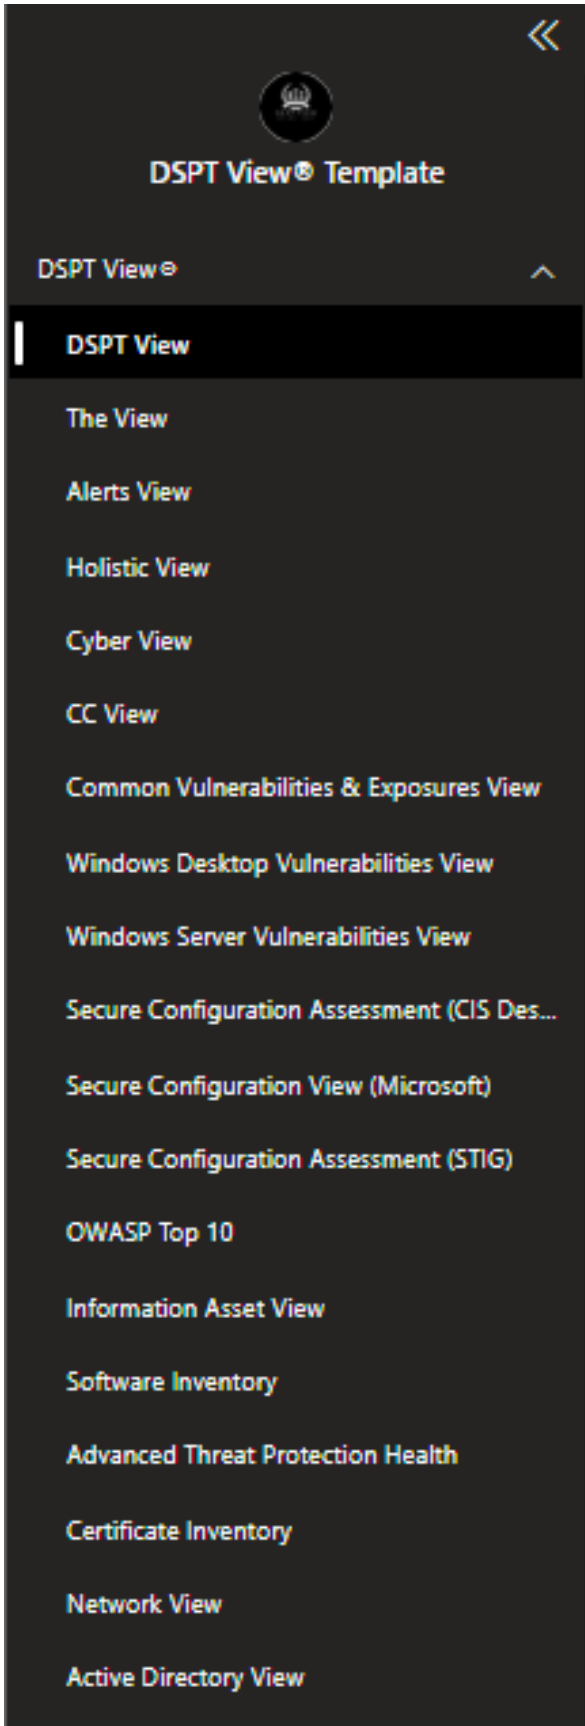 DSPT View® Template
DSPT View®
DSPT View
The View
Alerts View
Holistic View
Cyber View
CC View
Common Vulnerabilities & Exposures View
Windows Desktop Vulnerabilities View
Windows Server Vulnerabilities View
Secure Configuration Assessment (CIS Des...
Secure Configuration View (Microsoft)
Secure Configuration Assessment (STIG)
OWASP Top 10
Information Asset View
Software Inventory
Advanced Threat Protection Health
Certificate Inventory
Network View
Active Directory View